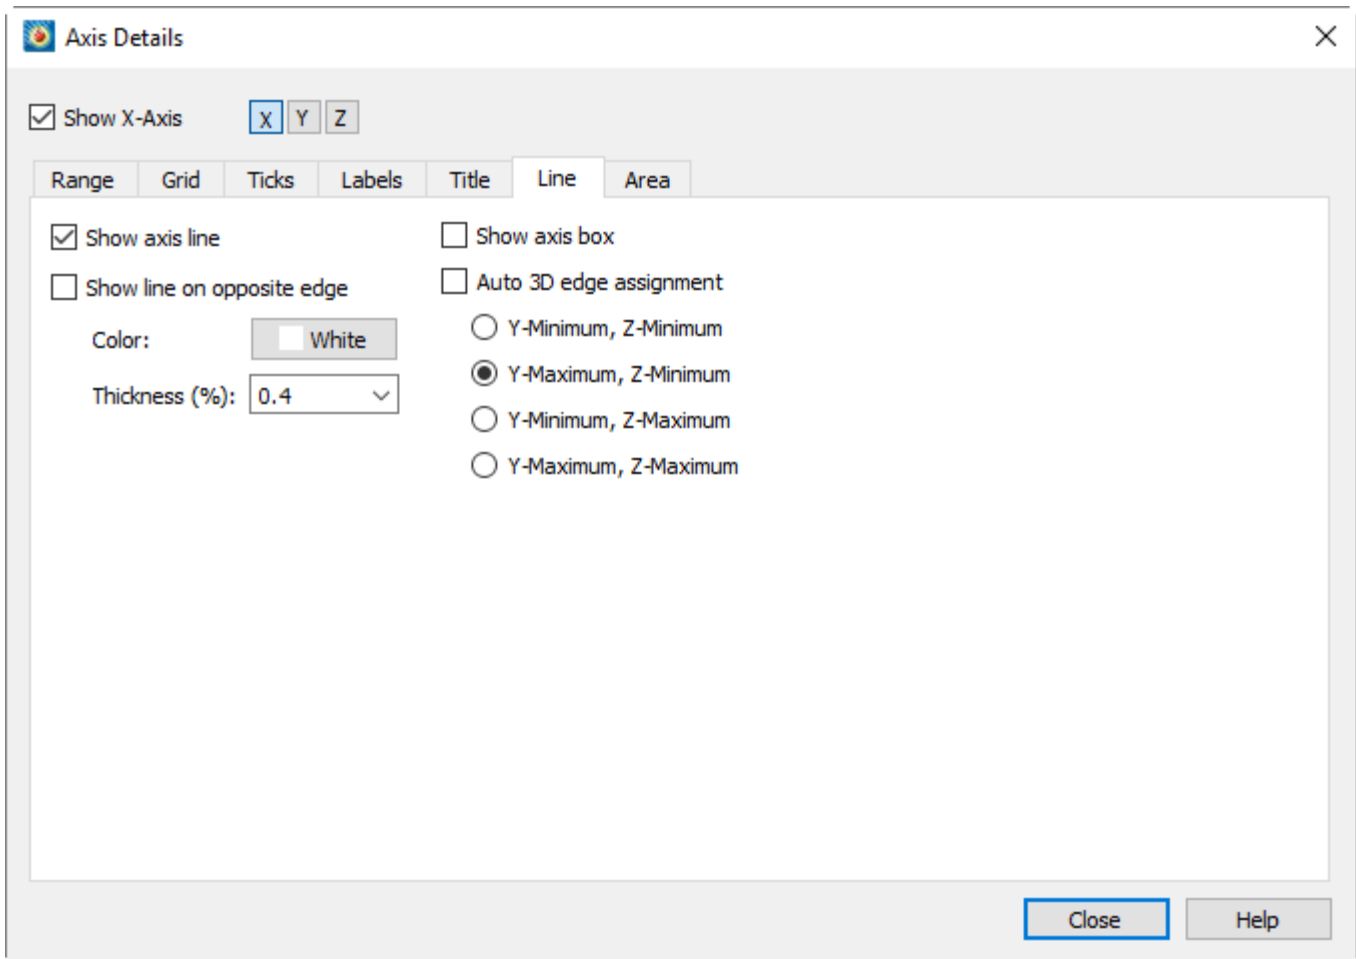 Axis Details
Show X-Axis X Y Z
Range Grid Ticks Labels Title Line Area
Show axis line
Show line on opposite edge
Color: White
Thickness (%): 0.4
Show axis box
Auto 3D edge assignment
Y-Minimum, Z-Minimum
Y-Maximum, Z-Minimum
Y-Minimum, Z-Maximum
Y-Maximum, Z-Maximum
Close Help